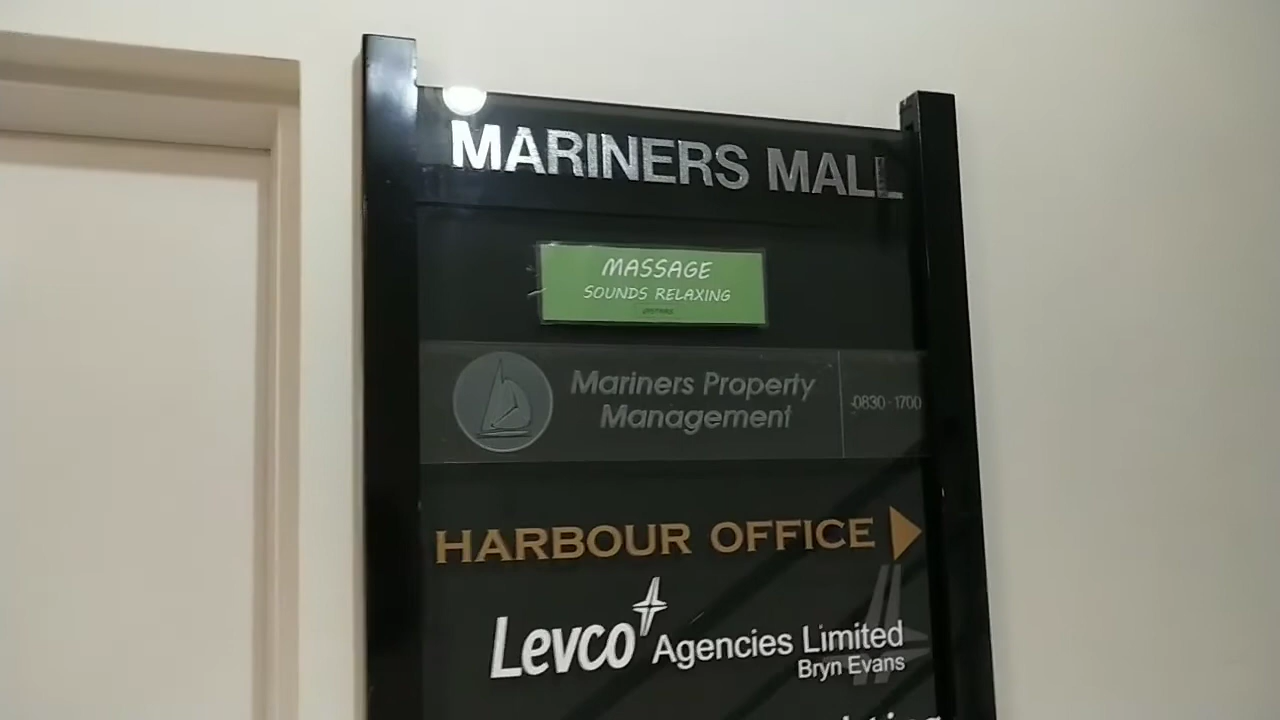 MARINERS MALL
MASSAGE
SOUNDS RELAXING
Mariners Property
Management
0830-1700
HARBOUR OFFICE
Levco Agencies Limited
Bryn Evans